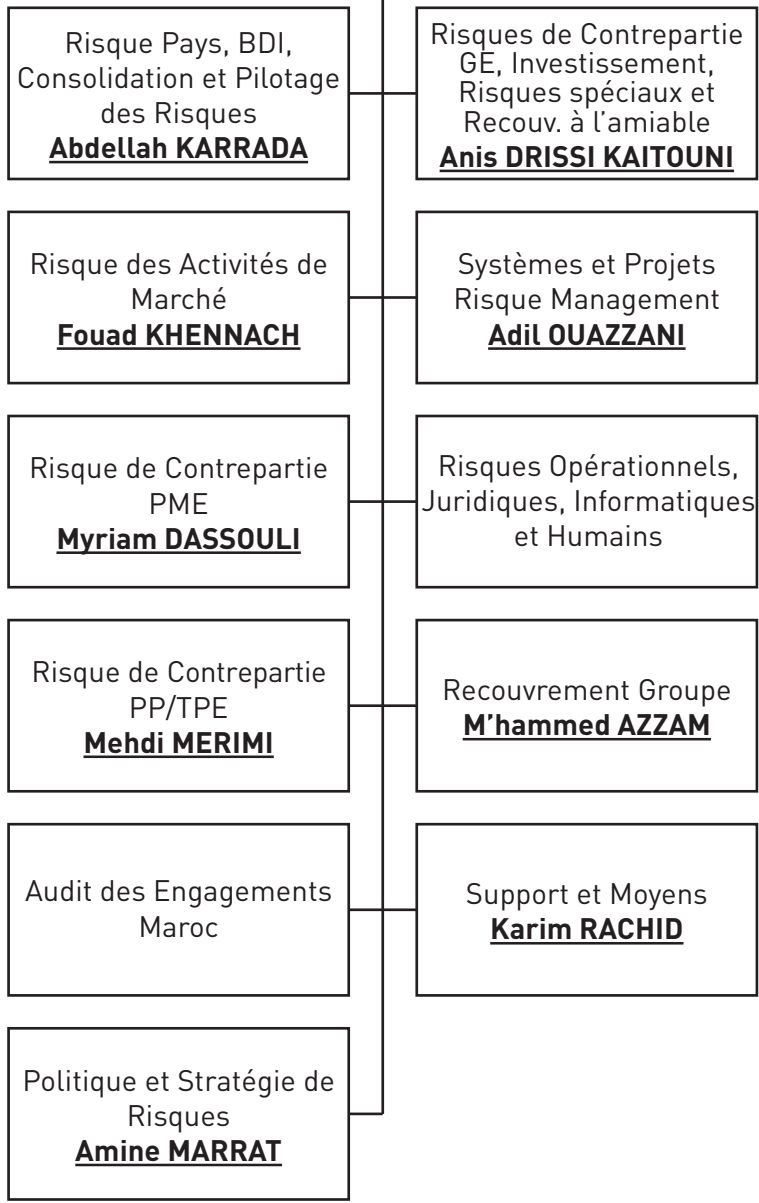 Risque Pays, BDI,
Consolidation et Pilotage
des Risques
Abdellah KARRADA
Risques de Contrepartie
GE, Investissement,
Risques spéciaux et
Recouv. à l'amiable
Anis DRISSI KAITOUNI
Risque des Activités de
Marché
Fouad KHENNACH
Systèmes et Projets
Risque Management
Adil OUAZZANI
Risque de Contrepartie
PME
Myriam DASSOULI
Risques Opérationnels,
Juridiques, Informatiques
et Humains
Risque de Contrepartie
PP/TPE
Mehdi MERIMI
Recouvrement Groupe
M'hammed AZZAM
Audit des Engagements
Maroc
Support et Moyens
Karim RACHID
Politique et Stratégie de
Risques
Amine MARRAT